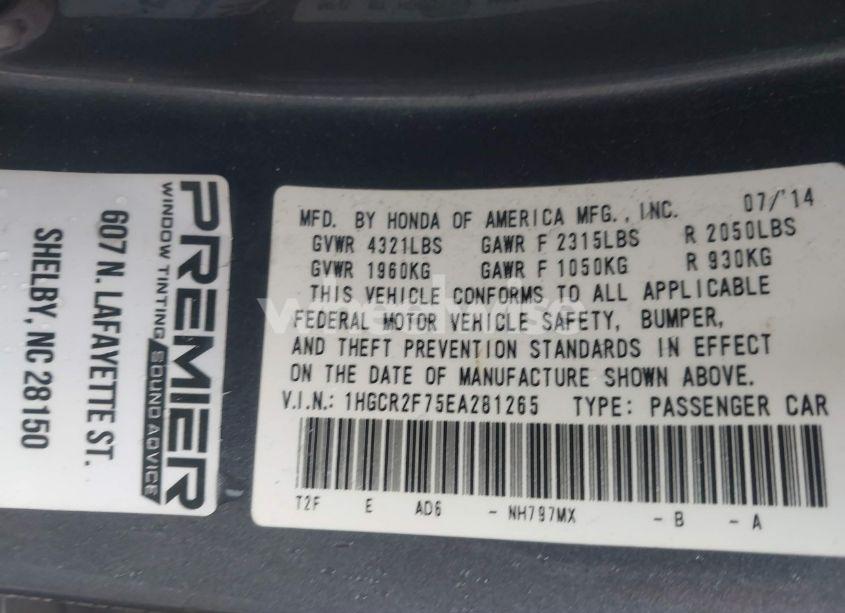 PREMIER
WINDOW TINTING SOUND ADVICE
607 N. LAFAYETTE ST.
SHELBY, NC 28150
MFD. BY HONDA OF AMERICA MFG., INC. 07/'14
GVWR 4321LBS GAWR F 2315LBS R 2050LBS
GVWR 1960KG GAWR F 1050KG R 930KG
THIS VEHICLE CONFORMS TO ALL APPLICABLE
FEDERAL MOTOR VEHICLE SAFETY, BUMPER,
AND THEFT PREVENTION STANDARDS IN EFFECT
ON THE DATE OF MANUFACTURE SHOWN ABOVE.
V.I.N.: 1HGCR2F75EA281265 TYPE: PASSENGER CAR
T2F E AD6 - NH797MX - B - A